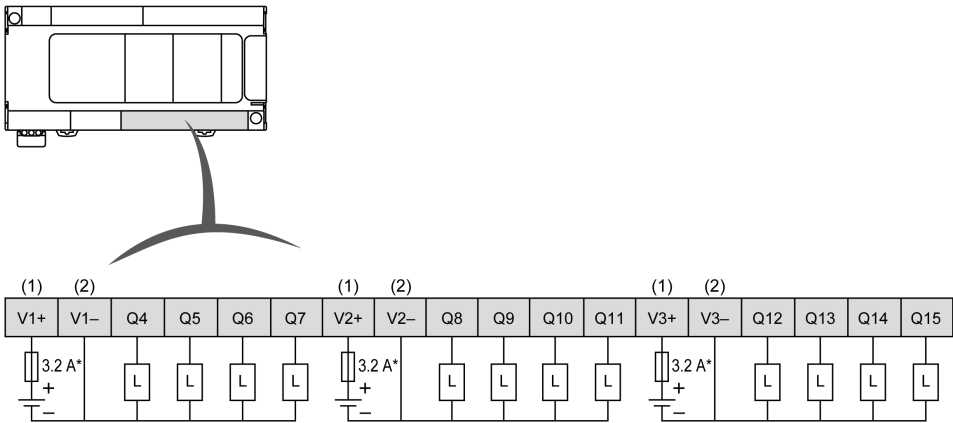 (1) (2) (1) (2) (1) (2)
V1+ V1– Q4 Q5 Q6 Q7 V2+ V2– Q8 Q9 Q10 Q11 V3+ V3– Q12 Q13 Q14 Q15
3.2 A* 3.2 A* 3.2 A*
+ L L L L + L L L L + L L L L
– – –